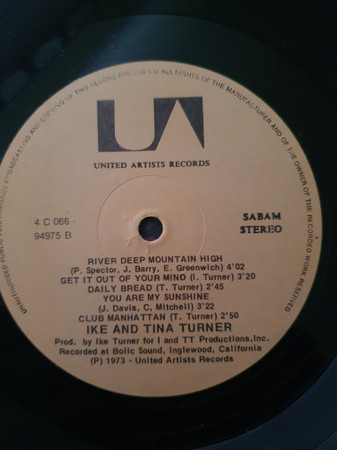 UNAUTHORISED PUBLIC PERFORMANCE BROADCASTING AND COPYING OF THIS RECORD PROHIBITED ALL RIGHTS OF THE MANUFACTURER AND OF THE OWNER OF THE RECORDED WORK RESERVED
UA
UNITED ARTISTS RECORDS
4 C 066 -
94975 B
SABAM
STEREO
RIVER DEEP MOUNTAIN HIGH
(P. Spector, J. Barry, E. Greenwich) 4'02
GET IT OUT OF YOUR MIND (I. Turner) 3'20
DAILY BREAD (T. Turner) 2'45
YOU ARE MY SUNSHINE
(J. Davis, C. Mitchell) 3'22
CLUB MANHATTAN (T. Turner) 2'50
IKE AND TINA TURNER
Prod. by Ike Turner for I and TT Productions, Inc.
Recorded at Bolic Sound, Inglewood, California
(P) 1973 - United Artists Records